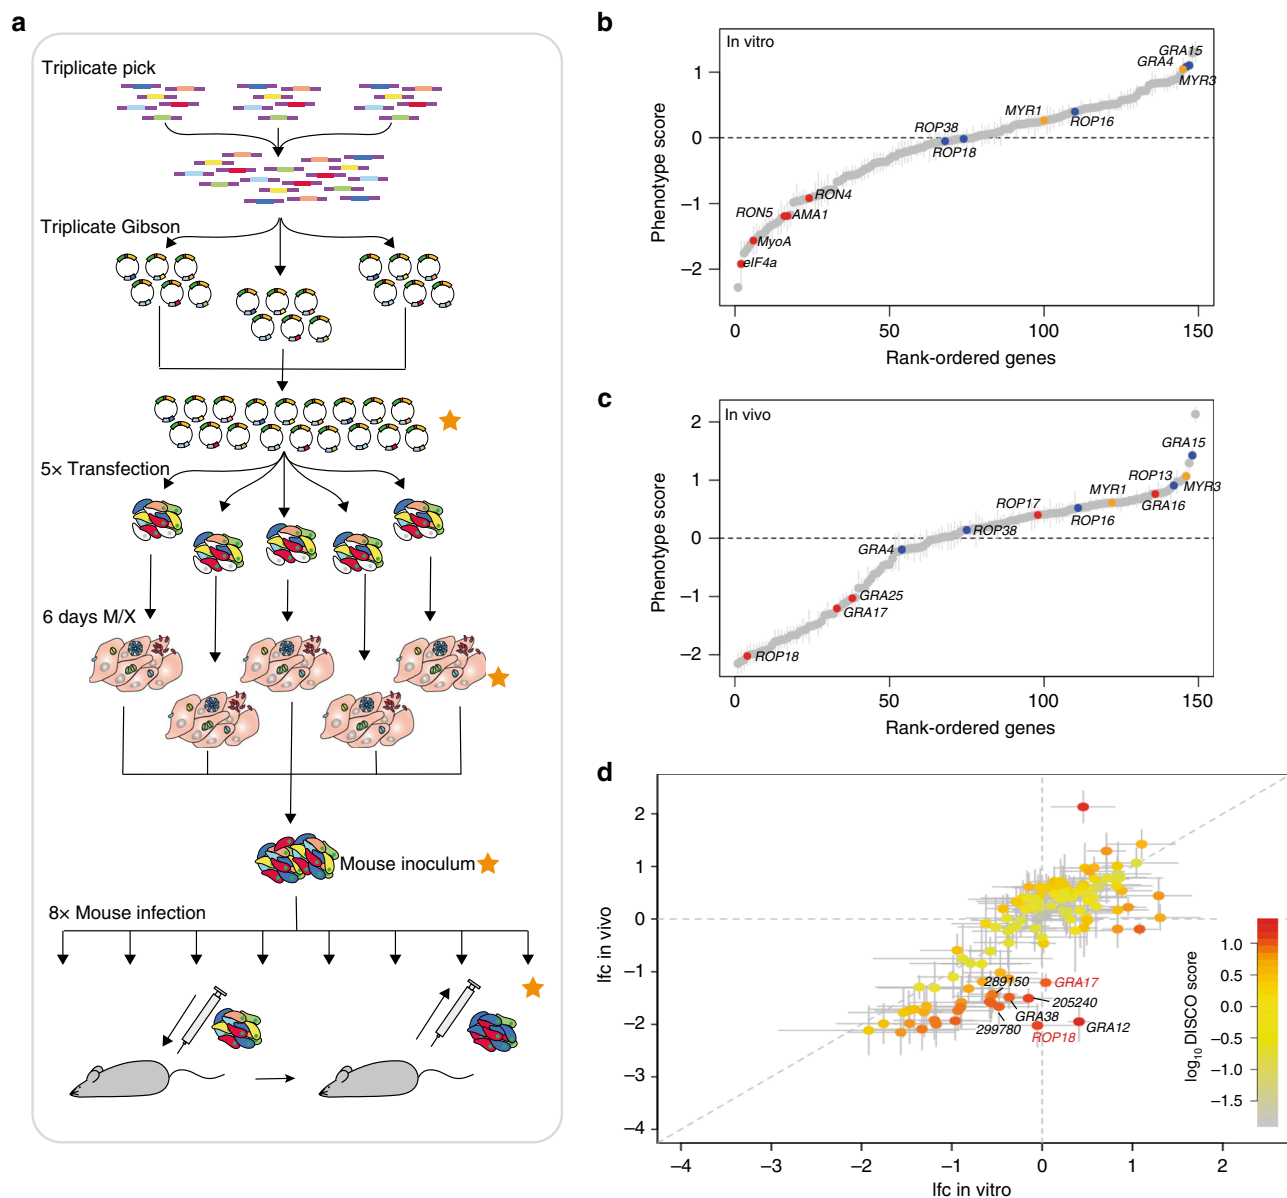 a
Triplicate pick
Triplicate Gibson
5× Transfection
6 days M/X
Mouse inoculum
8× Mouse infection
b
In vitro
Phenotype score
1
0
−1
−2
GRA15
GRA4
MYR3
MYR1
ROP16
ROP38
ROP18
RON4
RON5
AMA1
MyoA
eIF4a
0
50
100
150
Rank-ordered genes
c
In vivo
Phenotype score
2
1
0
−1
−2
GRA15
ROP13
MYR3
MYR1
GRA16
ROP17
ROP16
ROP38
GRA4
GRA25
GRA17
ROP18
0
50
100
150
Rank-ordered genes
d
lfc in vivo
2
1
0
−1
−2
−3
−4
289150
GRA17
205240
GRA38
299780
GRA12
ROP18
log10 DISCO score
1.0
0.5
0.0
−0.5
−1.0
−1.5
−4
−3
−2
−1
0
1
2
lfc in vitro